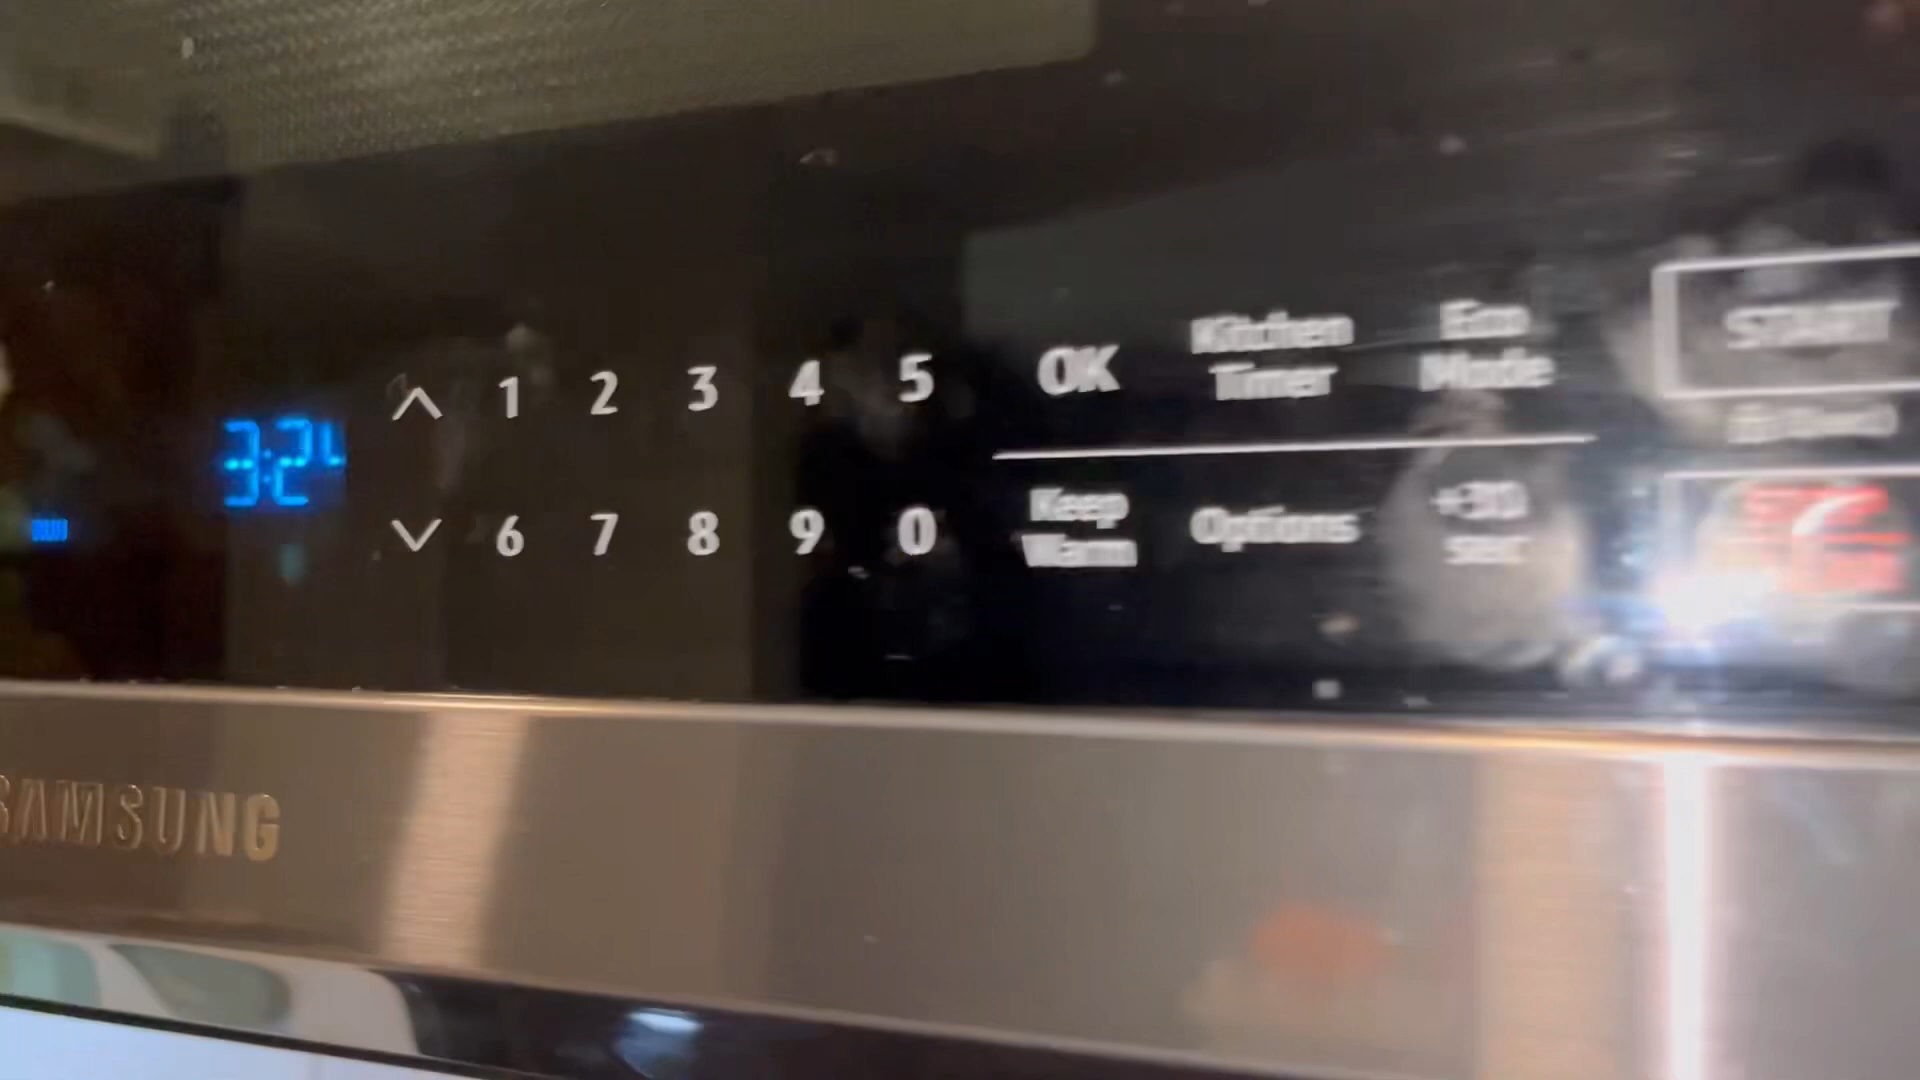 3:2
1 2 3 4 5
OK
Kitchen
Timer
Eco
Mode
START
6 7 8 9 0
Keep
Warm
Options
+30
sec
SAMSUNG